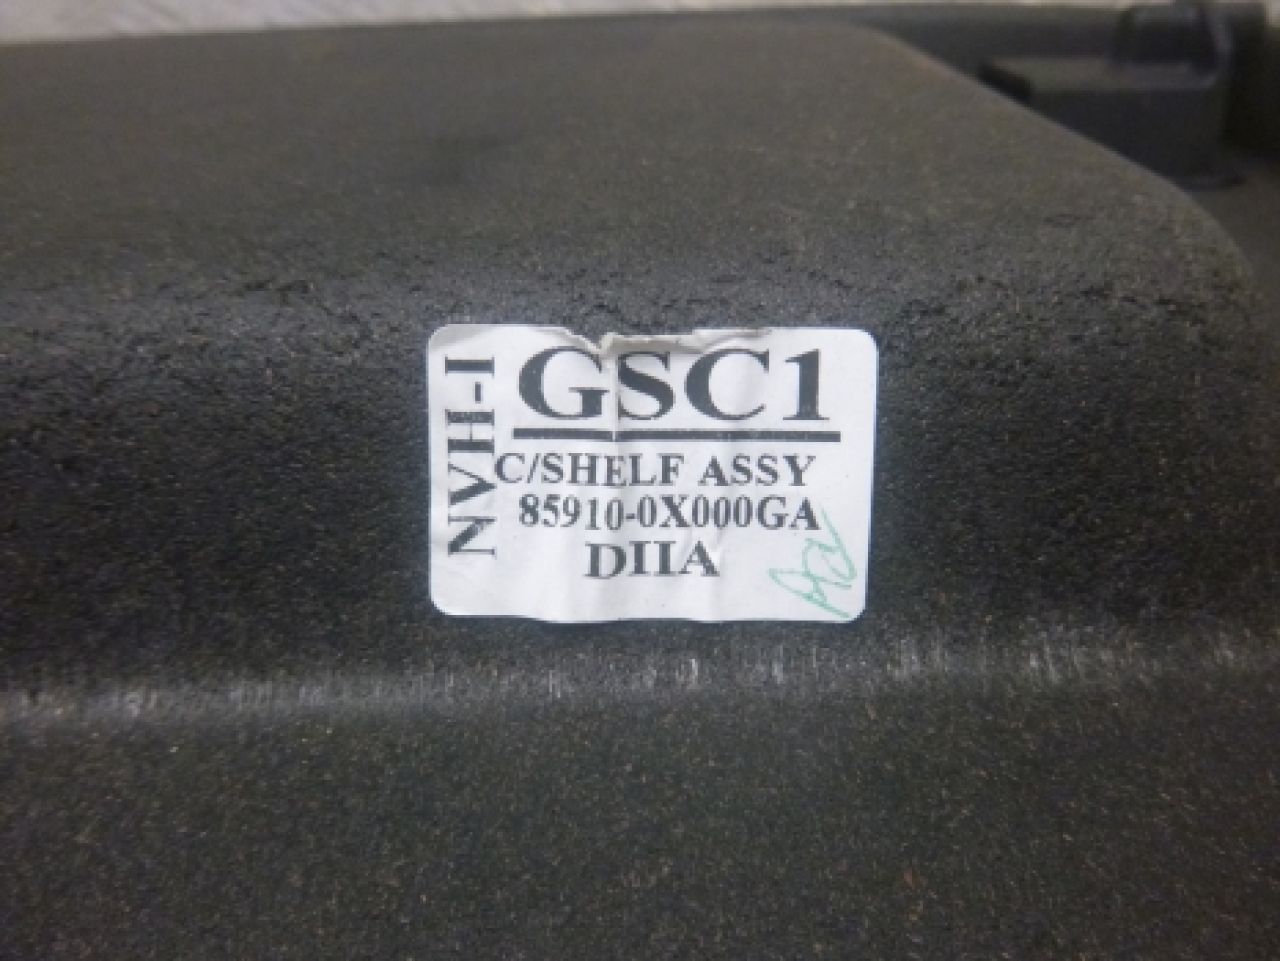 NVH-I
GSC1
C/SHELF ASSY
85910-0X000GA
DIIA